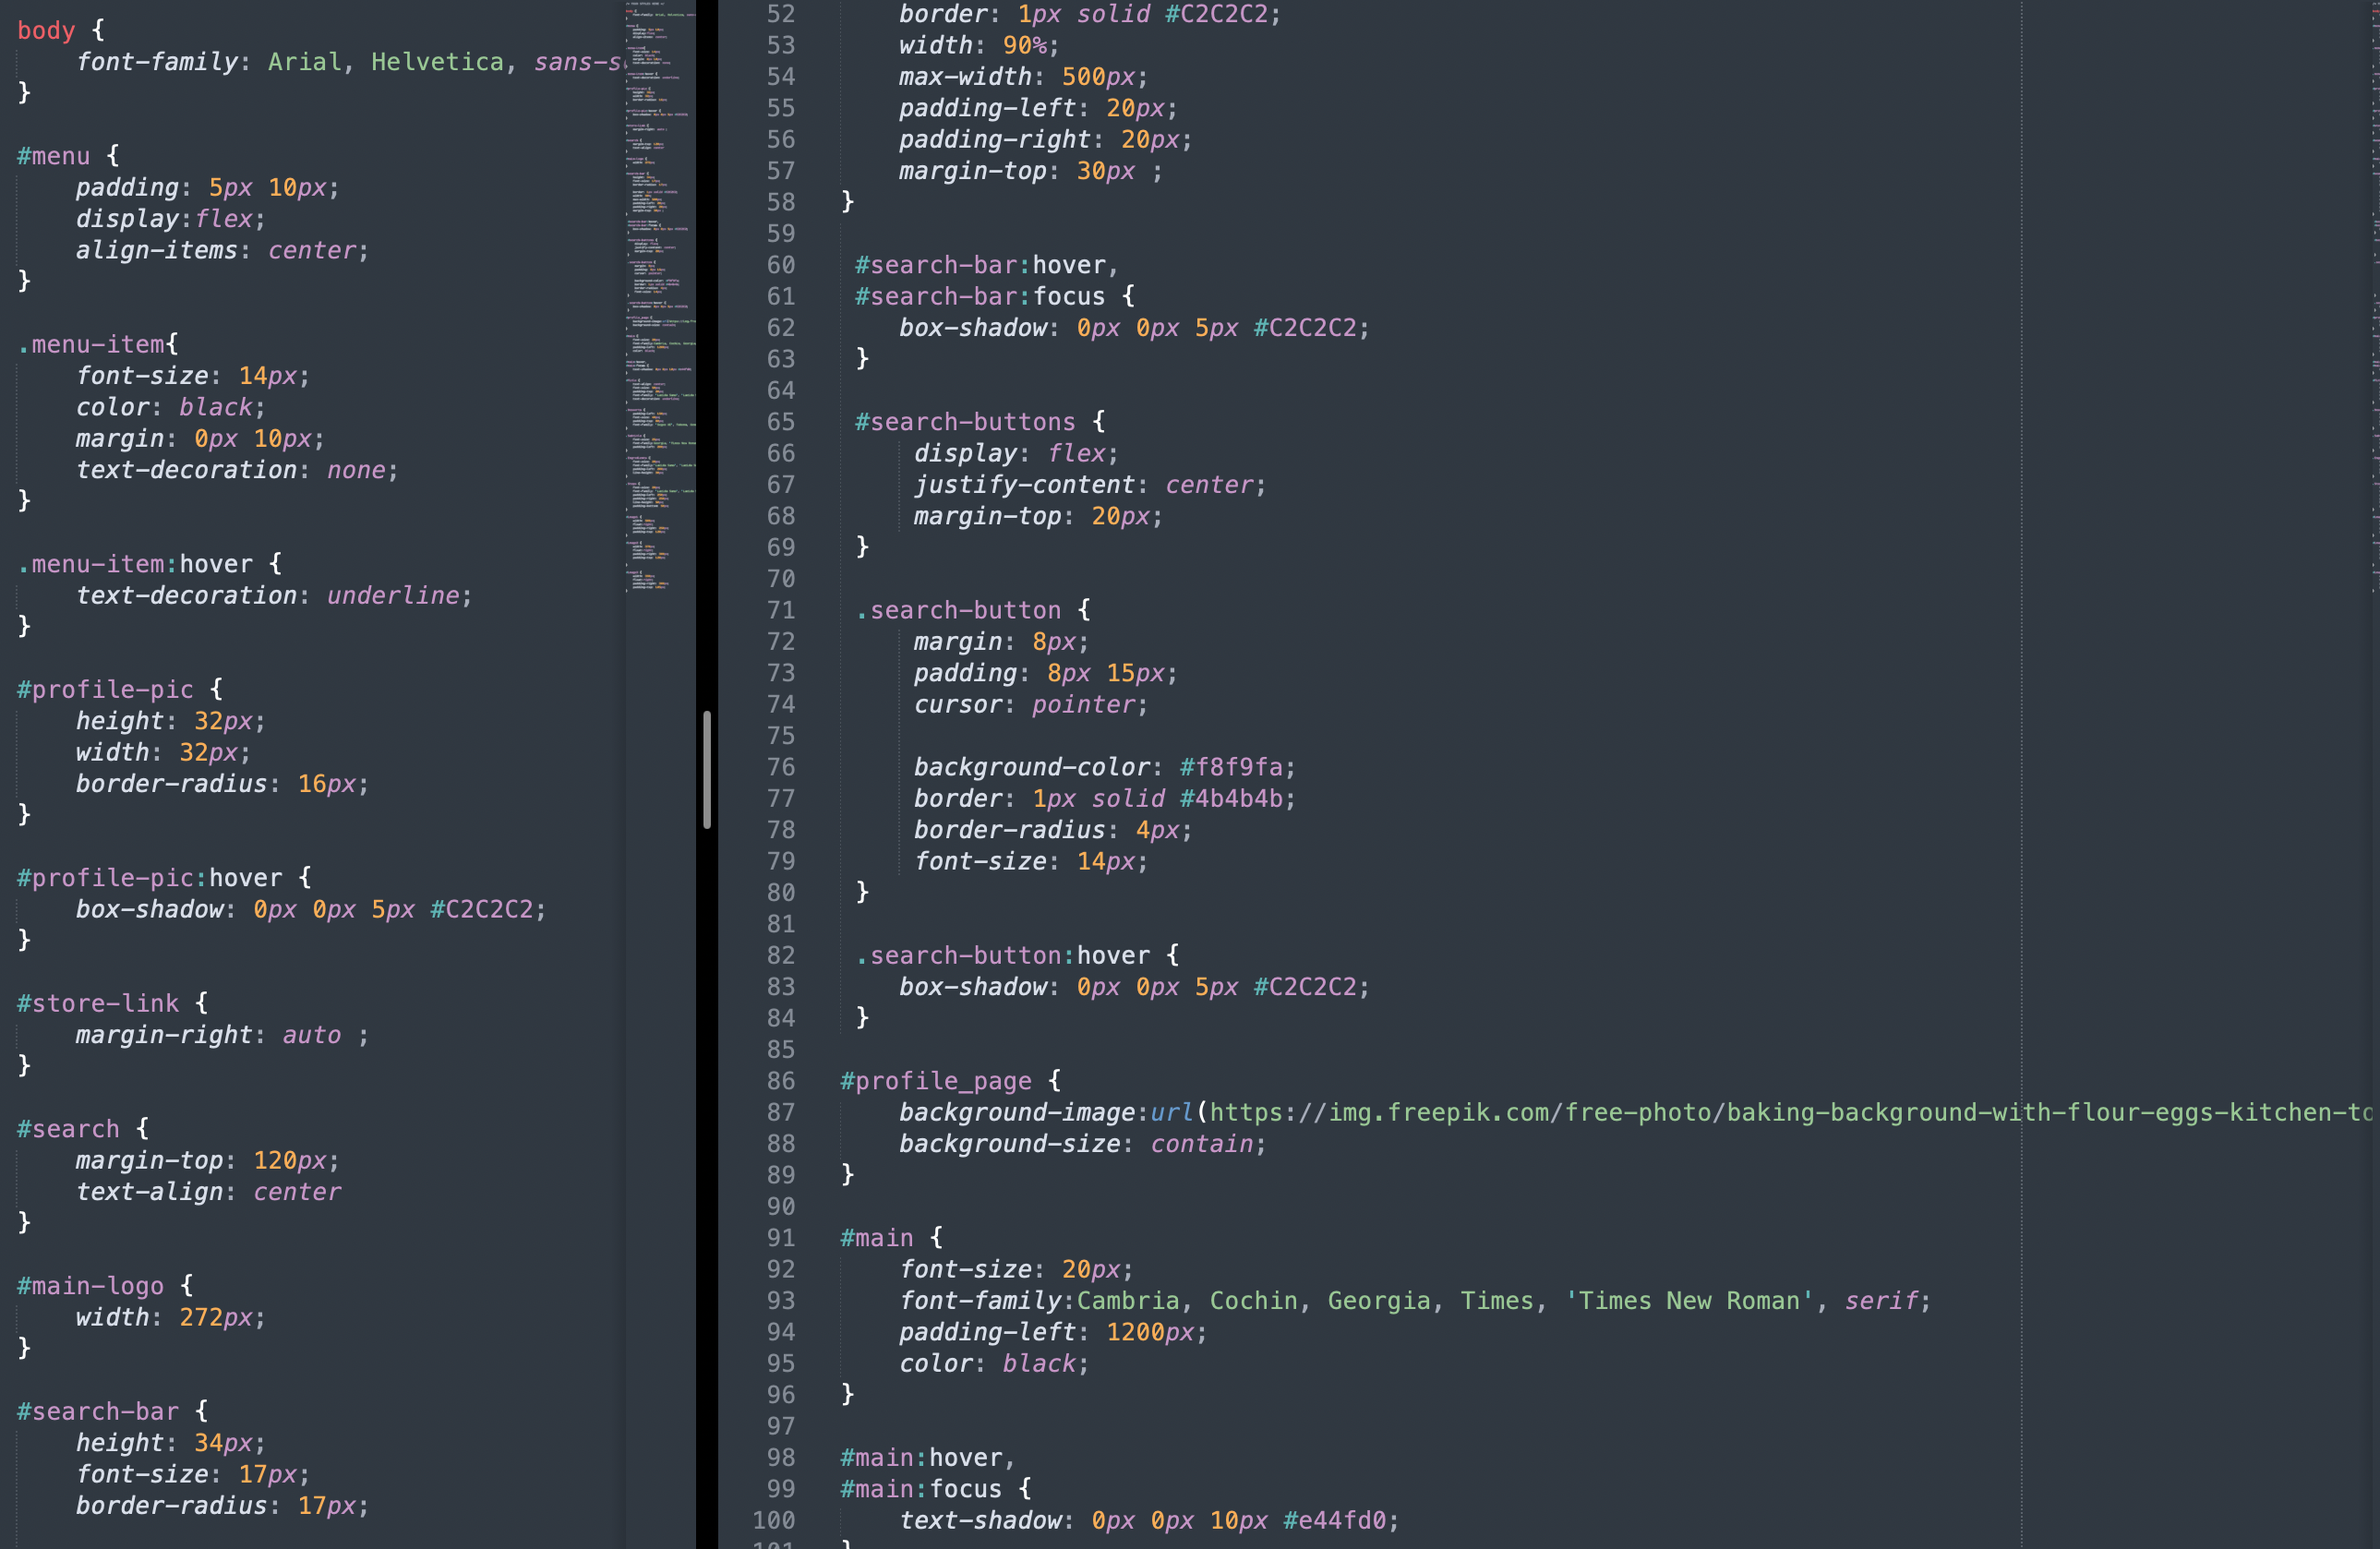 body {
    font-family: Arial, Helvetica,
}

#menu {
    padding: 5px 10px;
    display:flex;
    align-items: center;
}

.menu-item{
    font-size: 14px;
    color: black;
    margin: 0px 10px;
    text-decoration: none;
}

.menu-item:hover {
    text-decoration: underline;
}

#profile-pic {
    height: 32px;
    width: 32px;
    border-radius: 16px;
}

#profile-pic:hover {
    box-shadow: 0px 0px 5px #C2C2C2;
}

#store-link {
    margin-right: auto ;
}

#search {
    margin-top: 120px;
    text-align: center
}

#main-logo {
    width: 272px;
}

#search-bar {
    height: 34px;
    font-size: 17px;
    border-radius: 17px;

52 border: 1px solid #C2C2C2;
53 width: 90%;
54 max-width: 500px;
55 padding-left: 20px;
56 padding-right: 20px;
57 margin-top: 30px ;
58 }
59
60 #search-bar:hover,
61 #search-bar:focus {
62 box-shadow: 0px 0px 5px #C2C2C2;
63 }
64
65 #search-buttons {
66 display: flex;
67 justify-content: center;
68 margin-top: 20px;
69 }
70
71 .search-button {
72 margin: 8px;
73 padding: 8px 15px;
74 cursor: pointer;
75
76 background-color: #f8f9fa;
77 border: 1px solid #4b4b4b;
78 border-radius: 4px;
79 font-size: 14px;
80 }
81
82 .search-button:hover {
83 box-shadow: 0px 0px 5px #C2C2C2;
84 }
85
86 #profile_page {
87 background-image:url(https://img.freepik.com/free-photo/baking-background-with-flour-eggs-kitchen-to
88 background-size: contain;
89 }
90
91 #main {
92 font-size: 20px;
93 font-family:Cambria, Cochin, Georgia, Times, 'Times New Roman', serif;
94 padding-left: 1200px;
95 color: black;
96 }
97
98 #main:hover,
99 #main:focus {
100 text-shadow: 0px 0px 10px #e44fd0;
101 }